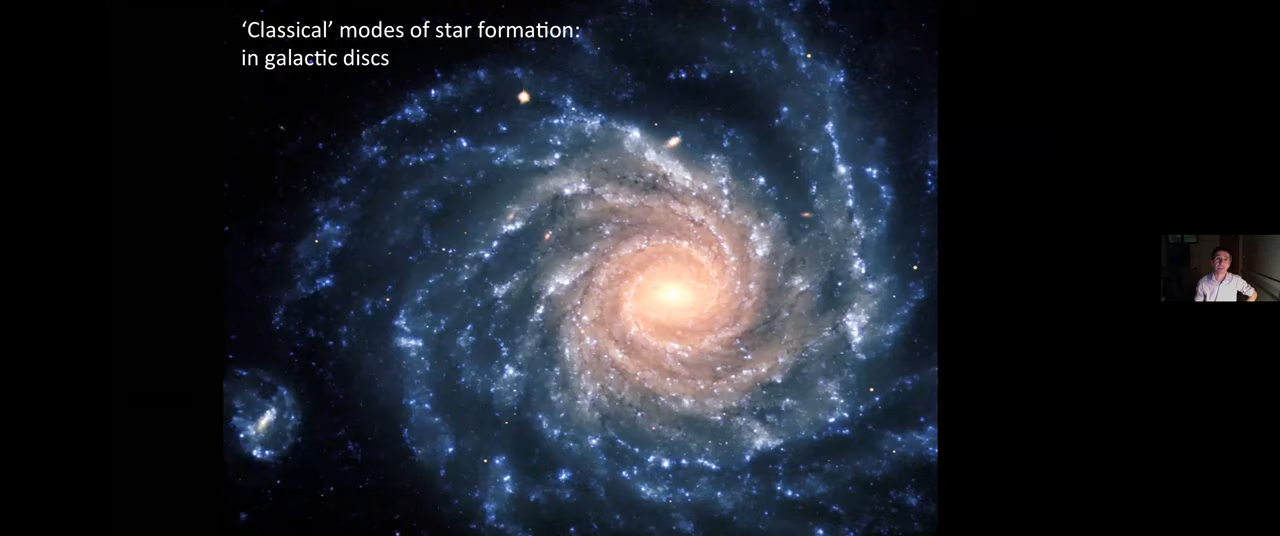 ‘Classical’ modes of star formation:
in galactic discs